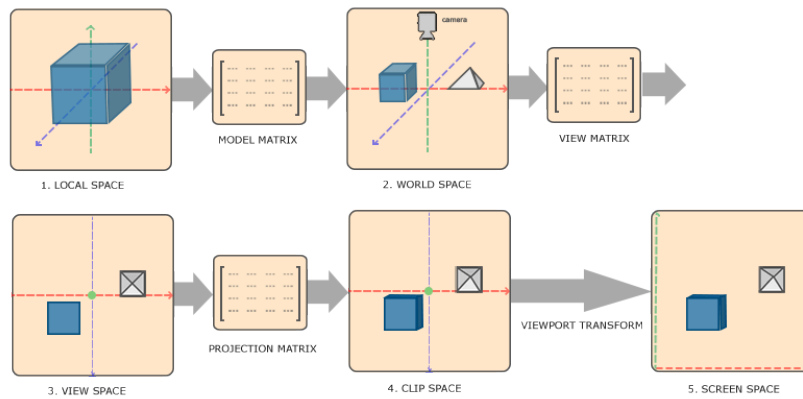 camera
MODEL MATRIX
VIEW MATRIX
1. LOCAL SPACE
2. WORLD SPACE
PROJECTION MATRIX
VIEWPORT TRANSFORM
3. VIEW SPACE
4. CLIP SPACE
5. SCREEN SPACE